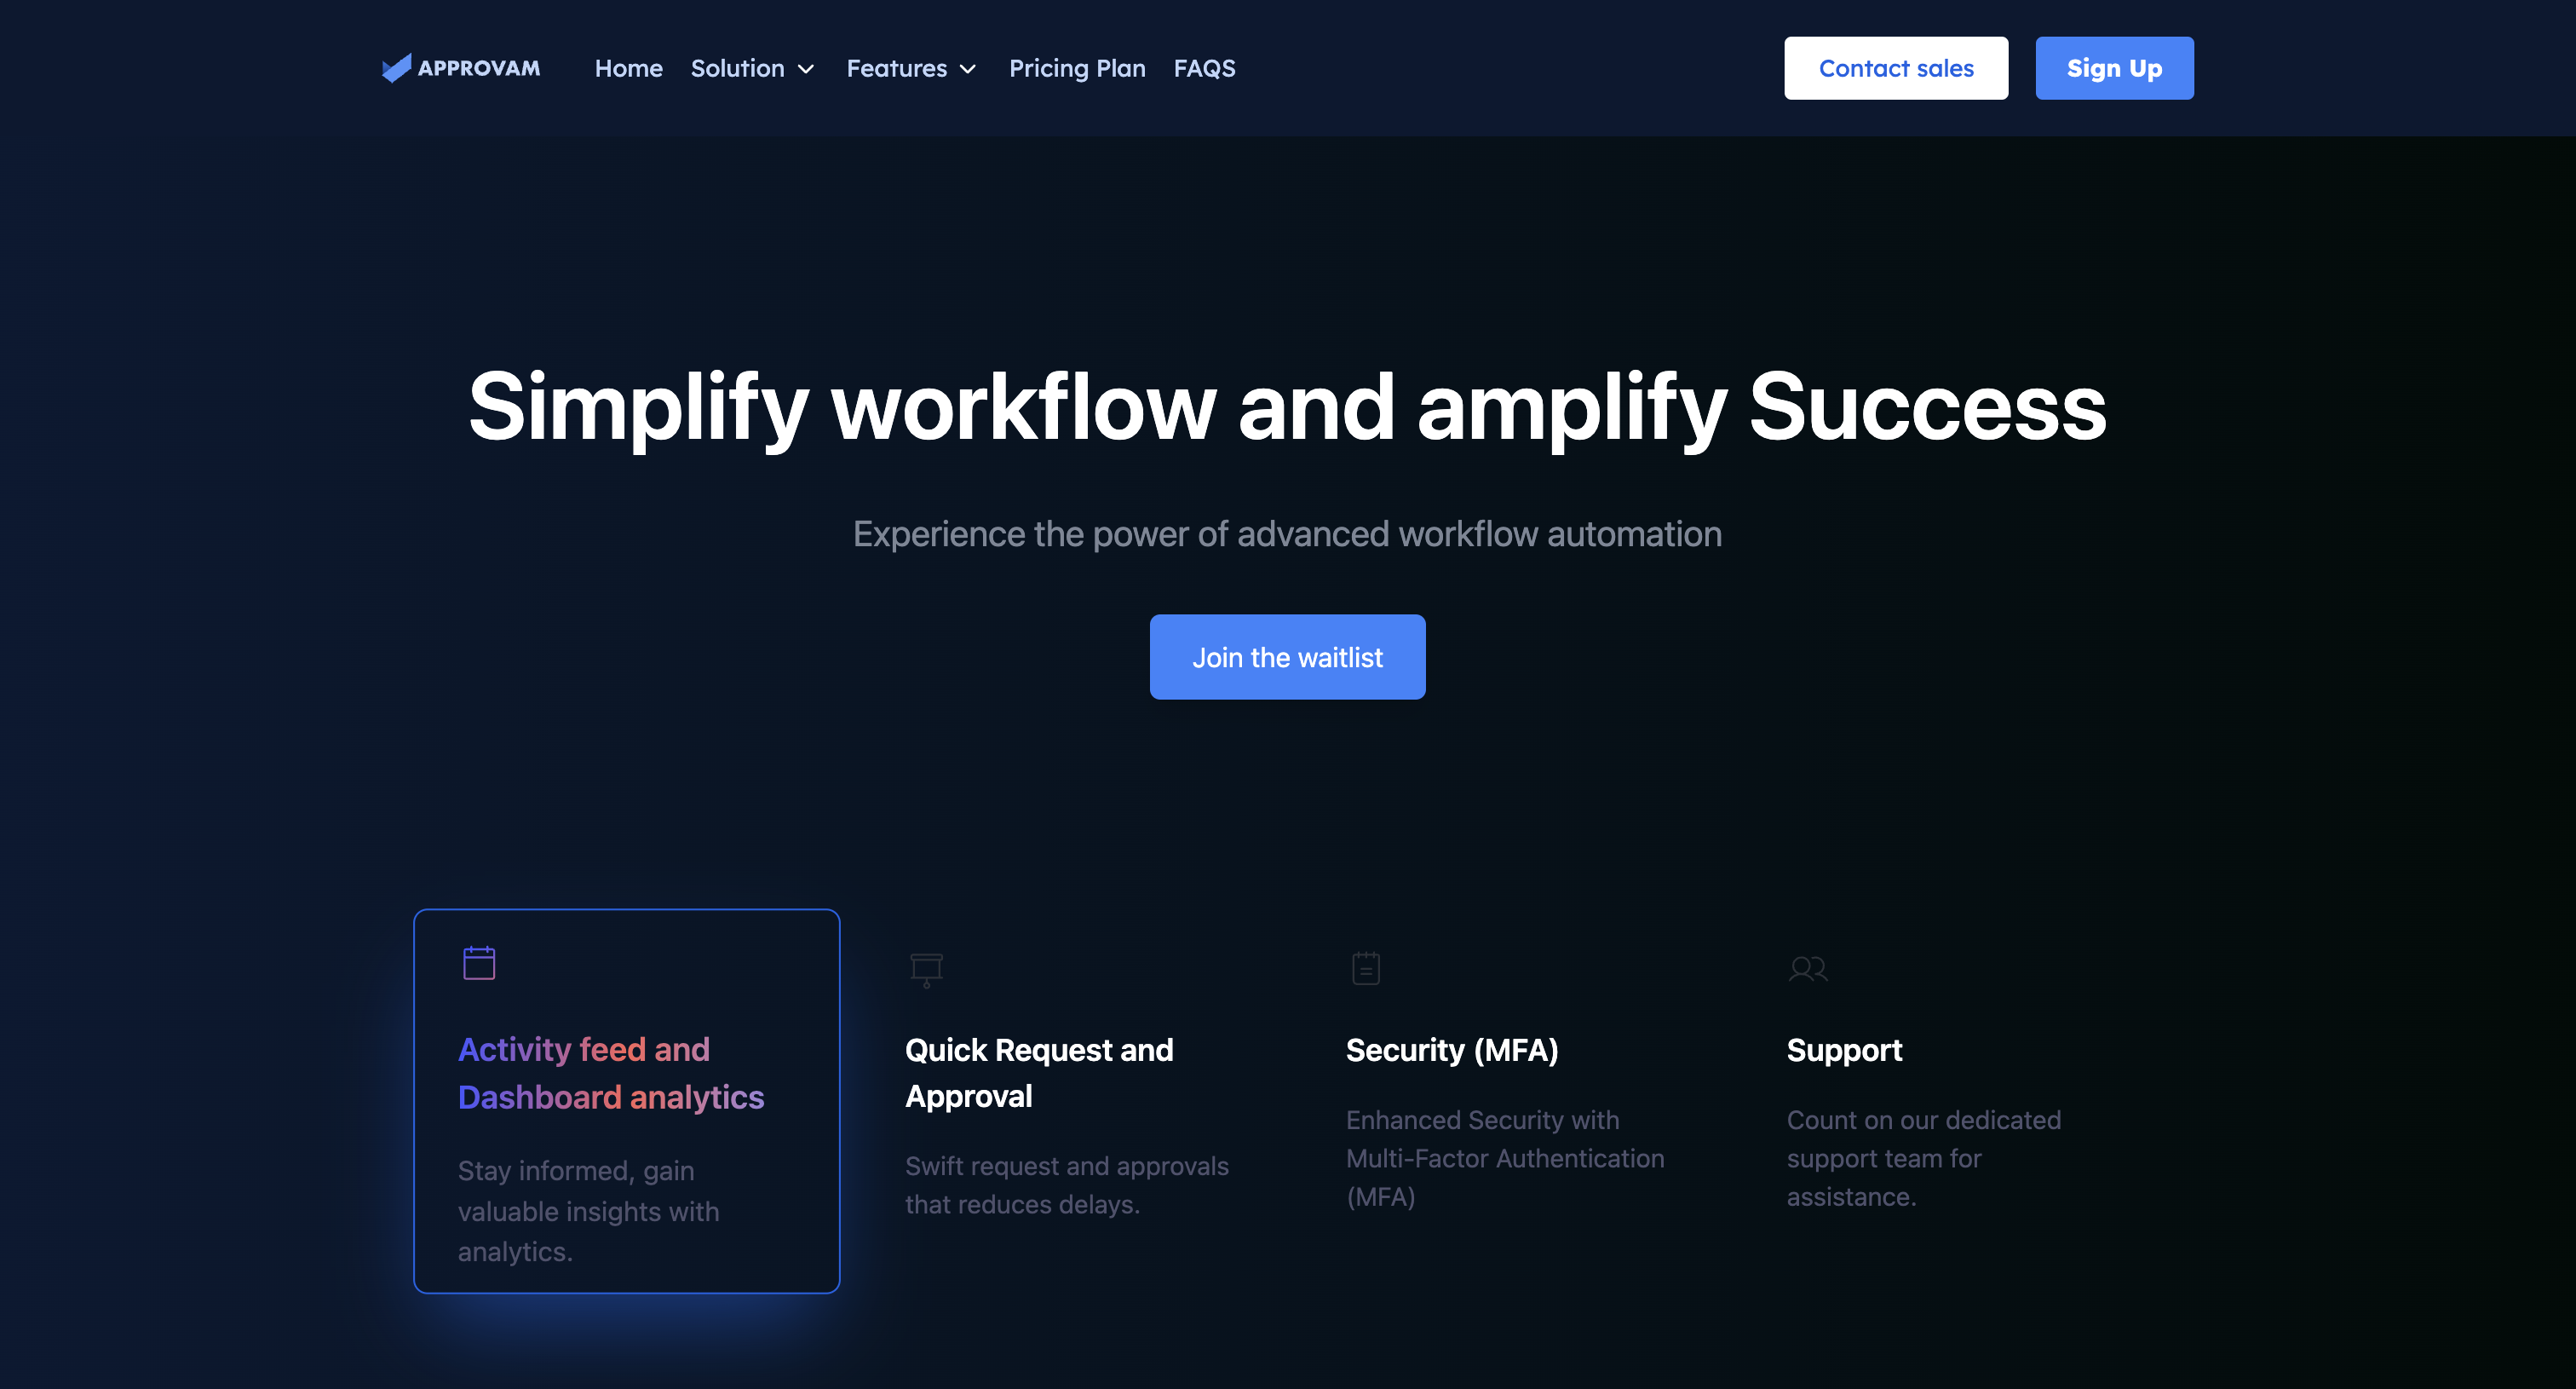 APPROVAM
Home
Solution
Features
Pricing Plan
FAQS
Contact sales
Sign Up
Simplify workflow and amplify Success
Experience the power of advanced workflow automation
Join the waitlist
Activity feed and
Dashboard analytics
Stay informed, gain
valuable insights with
analytics.
Quick Request and
Approval
Swift request and approvals
that reduces delays.
Security (MFA)
Enhanced Security with
Multi-Factor Authentication
(MFA)
Support
Count on our dedicated
support team for
assistance.